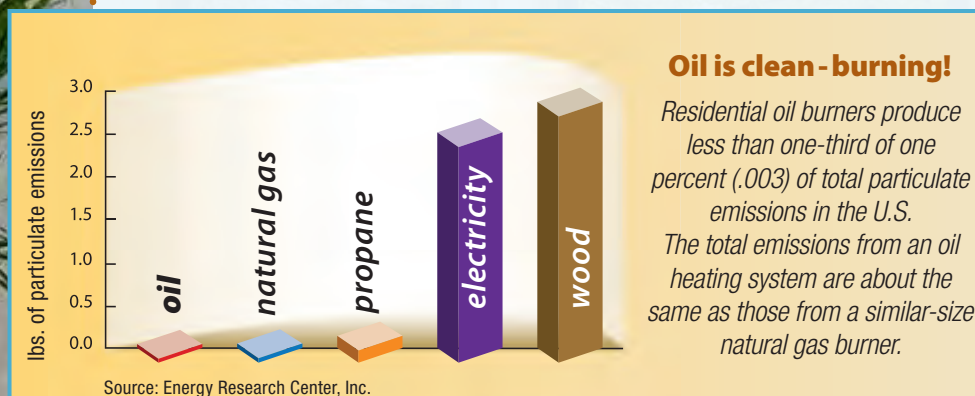 Oil is clean-burning!
Residential oil burners produce
less than one-third of one
percent (.003) of total particulate
emissions in the U.S.
The total emissions from an oil
heating system are about the
same as those from a similar-size
natural gas burner.
lbs. of particulate emissions
3.0
2.5
2.0
1.5
1.0
0.5
0.0
oil
natural gas
propane
electricity
wood
Source: Energy Research Center, Inc.